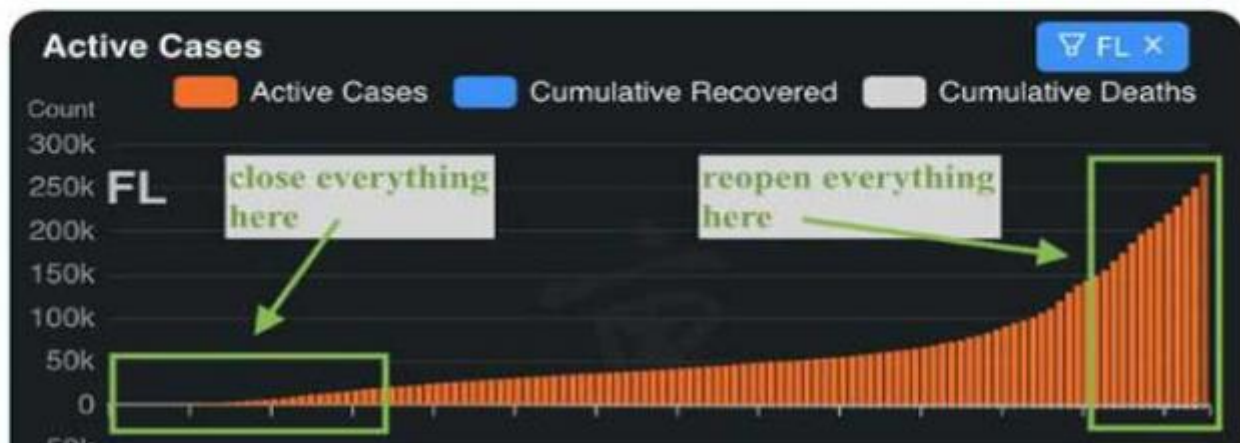 Active Cases
FL ×
Active Cases Cumulative Recovered Cumulative Deaths
Count
300k
250k
FL
close everything
here
reopen everything
here
200k
150k
100k
50k
0